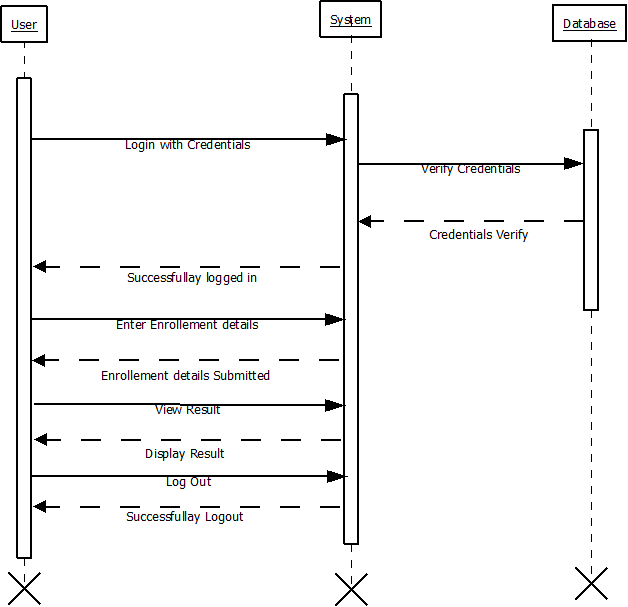 User
System
Database
Login with Credentials
Verify Credentials
Credentials Verify
Successfullay logged in
Enter Enrollement details
Enrollement details Submitted
View Result
Display Result
Log Out
Successfullay Logout